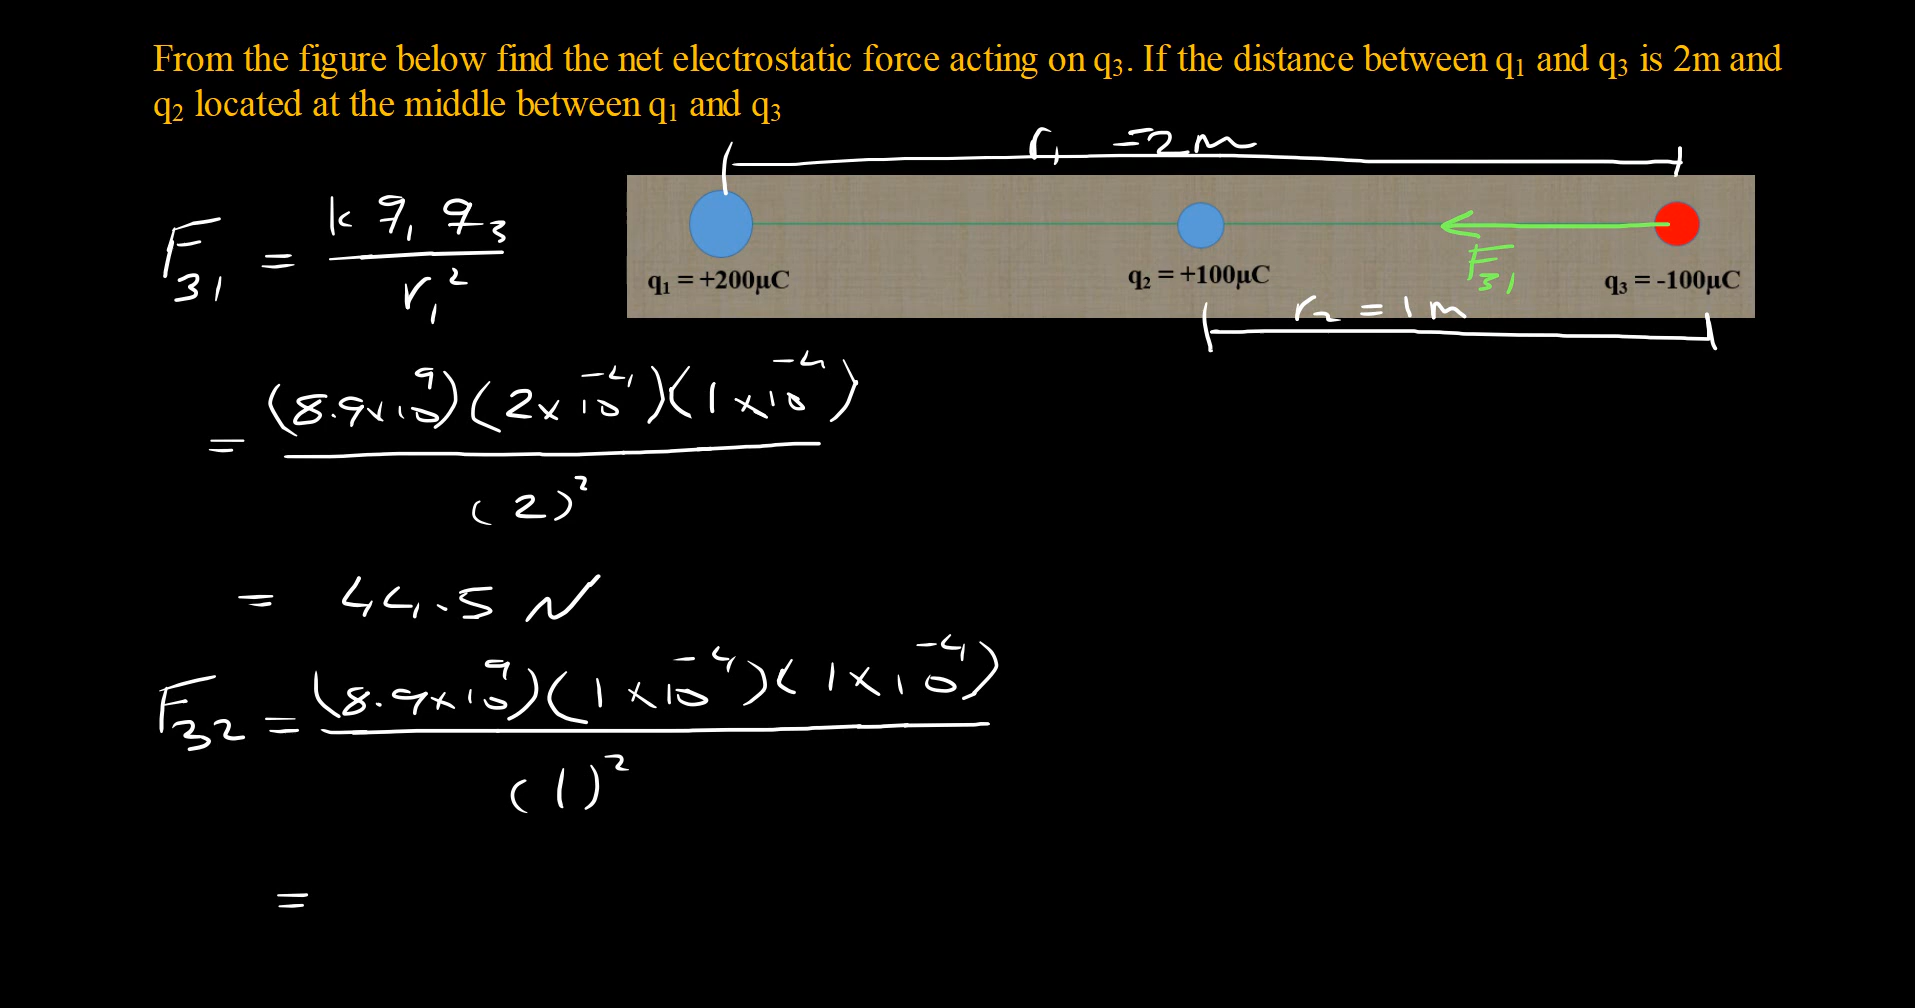 From the figure below find the net electrostatic force acting on q₃. If the distance between q₁ and q₃ is 2m and
q₂ located at the middle between q₁ and q₃
r₁ = 2 m
F₃₁ = k q₁ q₃ / r₁²
F₃₁
q₁ = +200μC
q₂ = +100μC
q₃ = -100μC
r₂ = 1 m
= (8.9×10⁹)(2×10⁻⁴)(1×10⁻⁴) / (2)²
= 44.5 N
F₃₂ = (8.9×10⁹)(1×10⁻⁴)(1×10⁻⁴) / (1)²
=